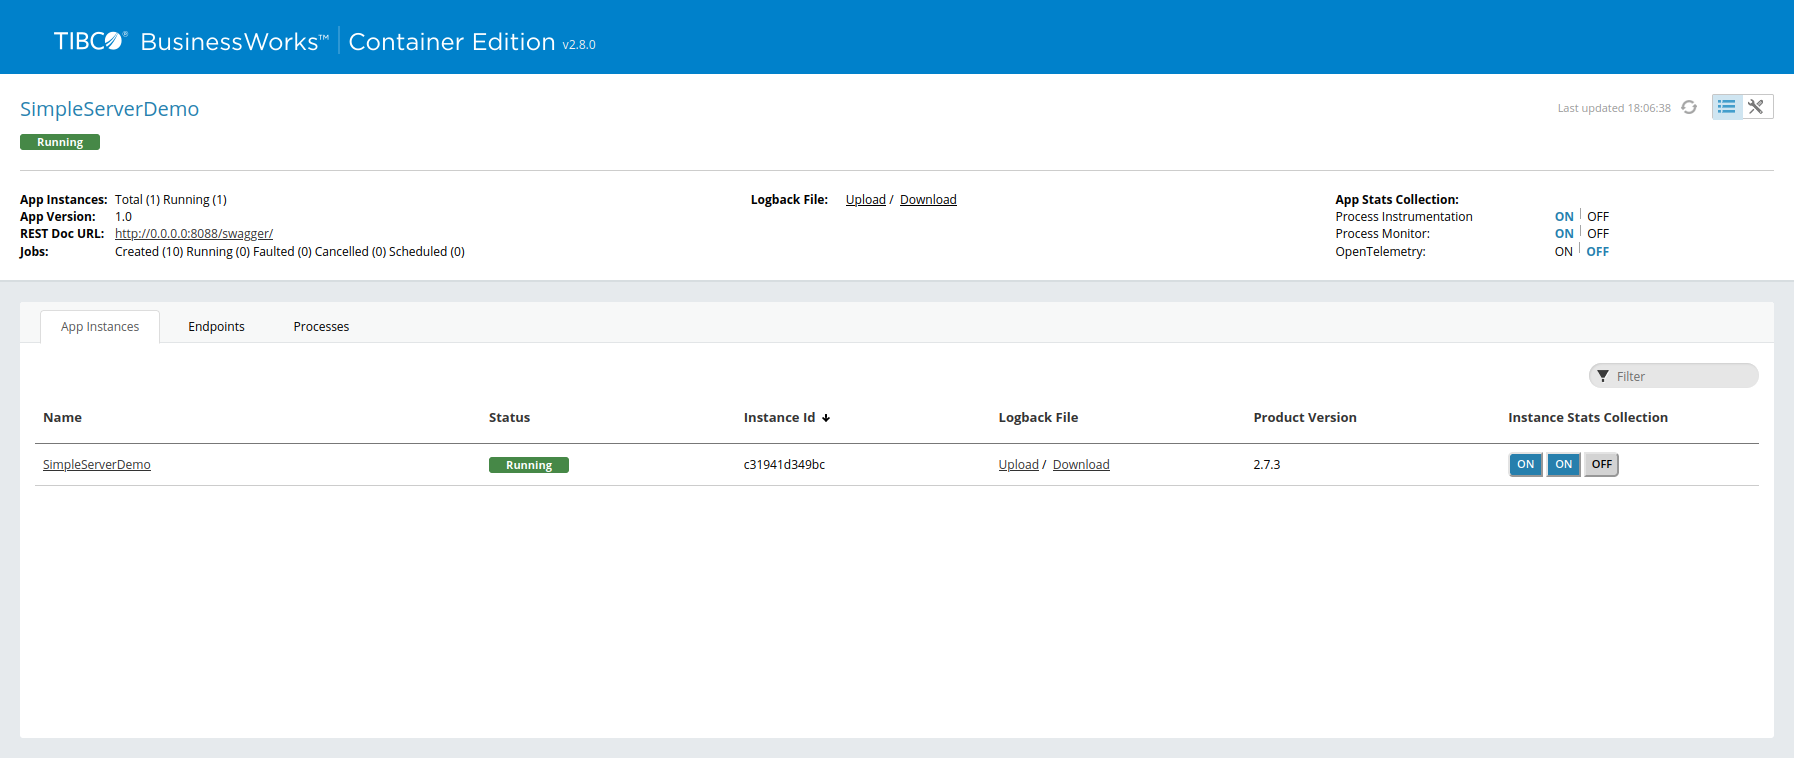 TIBCO® BusinessWorks™ | Container Edition v2.8.0
SimpleServerDemo
Last updated 18:06:38
Running
App Instances: Total (1) Running (1)
Logback File: Upload / Download
App Stats Collection:
App Version: 1.0
Process Instrumentation ON | OFF
REST Doc URL: http://0.0.0.0:8088/swagger/
Process Monitor: ON | OFF
Jobs: Created (10) Running (0) Faulted (0) Cancelled (0) Scheduled (0)
OpenTelemetry: ON | OFF
App Instances Endpoints Processes
Filter
Name Status Instance Id Logback File Product Version Instance Stats Collection
SimpleServerDemo Running c31941d349bc Upload / Download 2.7.3 ON ON OFF